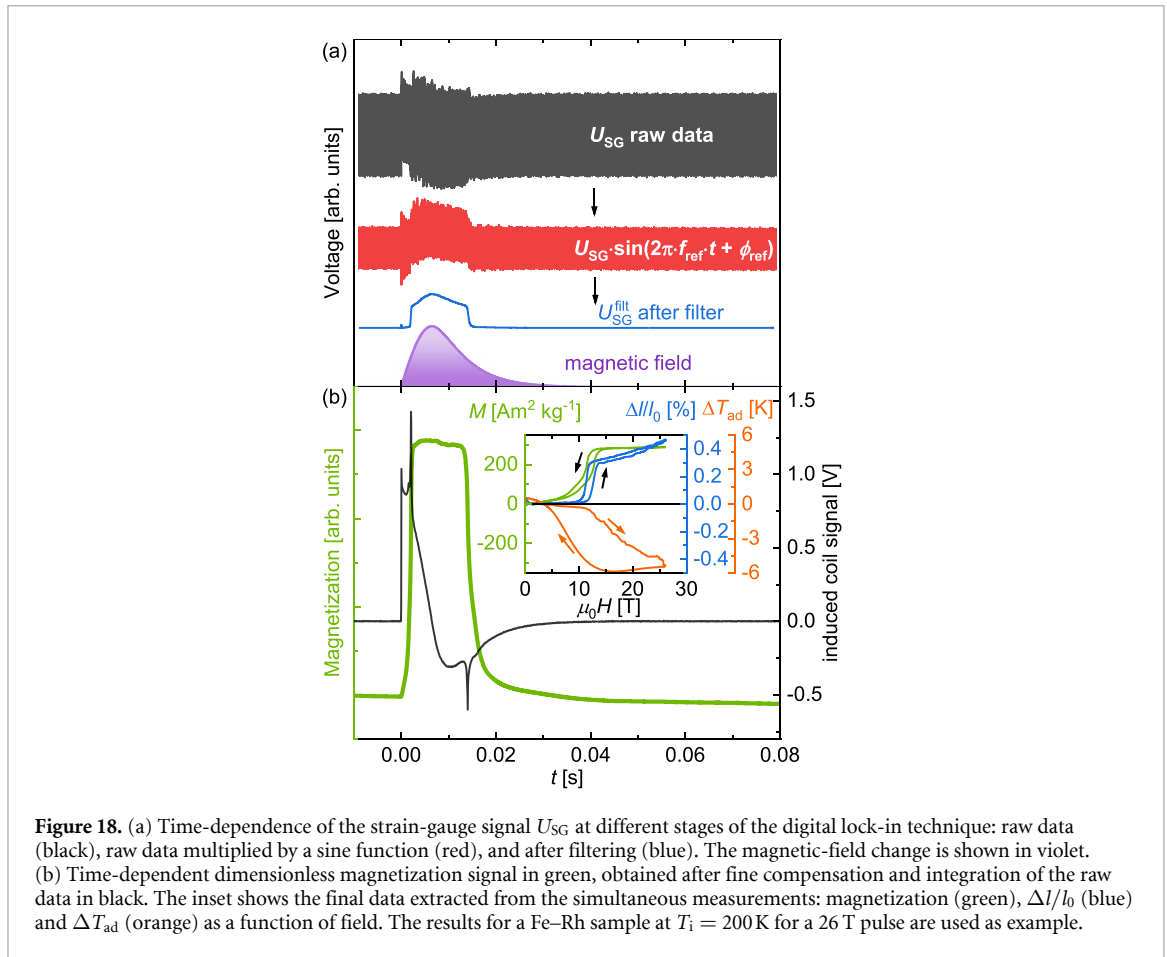 (a)
Voltage [arb. units]
U_SG raw data
U_SG·sin(2π·f_ref·t + ϕ_ref)
U_SG^filt after filter
magnetic field
(b)
Magnetization [arb. units]
M [Am² kg⁻¹]
Δl/l₀ [%]
ΔT_ad [K]
200
0
-200
0.4
0.2
0.0
-0.2
-0.4
6
3
0
-3
-6
0
10
20
30
μ₀H [T]
1.5
1.0
0.5
0.0
-0.5
induced coil signal [V]
0.00
0.02
0.04
0.06
0.08
t [s]
Figure 18. (a) Time-dependence of the strain-gauge signal U_SG at different stages of the digital lock-in technique: raw data
(black), raw data multiplied by a sine function (red), and after filtering (blue). The magnetic-field change is shown in violet.
(b) Time-dependent dimensionless magnetization signal in green, obtained after fine compensation and integration of the raw
data in black. The inset shows the final data extracted from the simultaneous measurements: magnetization (green), Δl/l₀ (blue)
and ΔT_ad (orange) as a function of field. The results for a Fe–Rh sample at T_i = 200 K for a 26 T pulse are used as example.